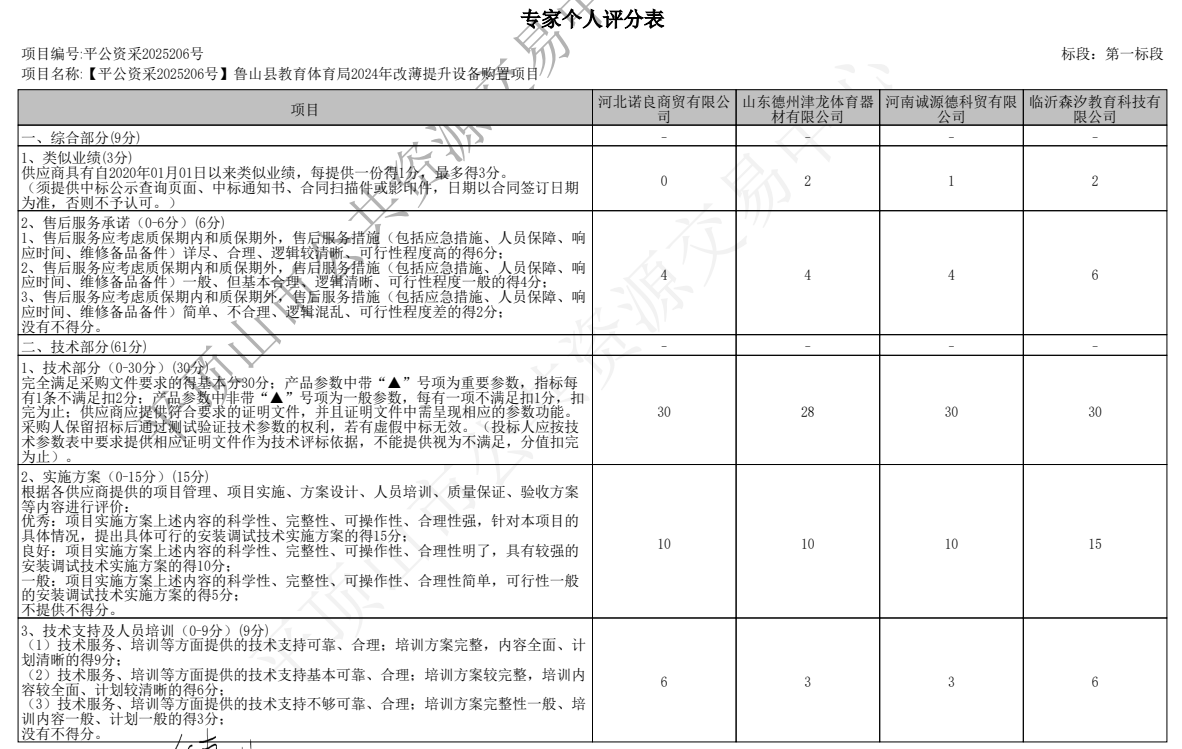 专家个人评分表
项目编号:平公资采2025206号
标段：第一标段
项目名称:【平公资采2025206号】鲁山县教育体育局2024年改薄提升设备购置项目
项目
河北诺良商贸有限公
司
山东德州津龙体育器
材有限公司
河南诚源德科贸有限
公司
临沂森汐教育科技有
限公司
一、综合部分(9分)
-
-
-
-
1、类似业绩(3分)
供应商具有自2020年01月01日以来类似业绩，每提供一份得1分，最多得3分。
（须提供中标公示查询页面、中标通知书、合同扫描件或影印件，日期以合同签订日期
为准，否则不予认可。）
0
2
1
2
2、售后服务承诺（0-6分）(6分)
1、售后服务应考虑质保期内和质保期外，售后服务措施（包括应急措施、人员保障、响
应时间、维修备品备件）详尽、合理、逻辑较清晰、可行性程度高的得6分；
2、售后服务应考虑质保期内和质保期外，售后服务措施（包括应急措施、人员保障、响
应时间、维修备品备件）一般、但基本合理、逻辑清晰、可行性程度一般的得4分；
3、售后服务应考虑质保期内和质保期外，售后服务措施（包括应急措施、人员保障、响
应时间、维修备品备件）简单、不合理、逻辑混乱、可行性程度差的得2分；
没有不得分。
4
4
4
6
二、技术部分(61分)
-
-
-
-
1、技术部分（0-30分）(30分)
完全满足采购文件要求的得基本分30分；产品参数中带“▲”号项为重要参数，指标每
有1条不满足扣2分；产品参数中非带“▲”号项为一般参数，每有一项不满足扣1分，扣
完为止；供应商应提供符合要求的证明文件，并且证明文件中需呈现相应的参数功能。
采购人保留招标后通过测试验证技术参数的权利，若有虚假中标无效。（投标人应按技
术参数表中要求提供相应证明文件作为技术评标依据，不能提供视为不满足，分值扣完
为止）。
30
28
30
30
2、实施方案（0-15分）(15分)
根据各供应商提供的项目管理、项目实施、方案设计、人员培训、质量保证、验收方案
等内容进行评价：
优秀：项目实施方案上述内容的科学性、完整性、可操作性、合理性强，针对本项目的
具体情况，提出具体可行的安装调试技术实施方案的得15分；
良好：项目实施方案上述内容的科学性、完整性、可操作性、合理性明了，具有较强的
安装调试技术实施方案的得10分；
一般：项目实施方案上述内容的科学性、完整性、可操作性、合理性简单，可行性一般
的安装调试技术实施方案的得5分；
不提供不得分。
10
10
10
15
3、技术支持及人员培训（0-9分）(9分)
（1）技术服务、培训等方面提供的技术支持可靠、合理；培训方案完整，内容全面、计
划清晰的得9分；
（2）技术服务、培训等方面提供的技术支持基本可靠、合理；培训方案较完整，培训内
容较全面、计划较清晰的得6分；
（3）技术服务、培训等方面提供的技术支持不够可靠、合理；培训方案完整性一般、培
训内容一般、计划一般的得3分；
没有不得分。
6
3
3
6
平顶山市公共资源交易中
平顶山市公共资源交易中心